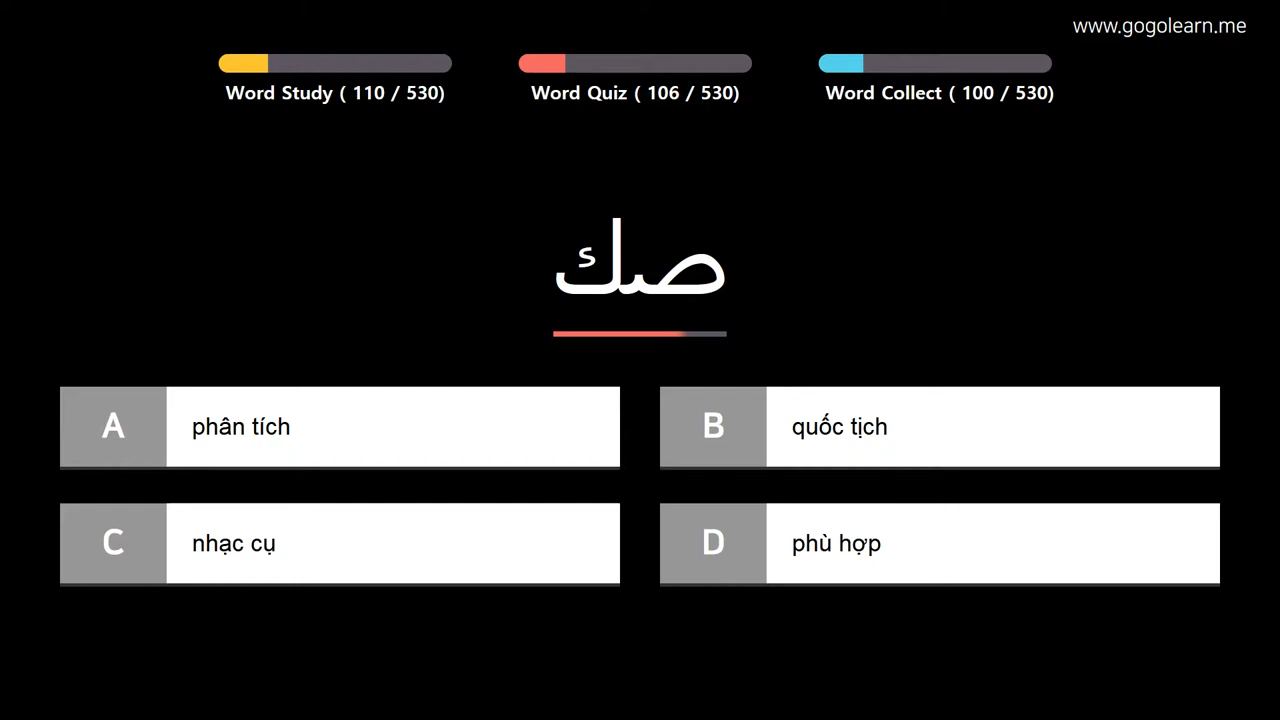 www.gogolearn.me
Word Study ( 110 / 530)
Word Quiz ( 106 / 530)
Word Collect ( 100 / 530)
صك
A phân tích
B quốc tịch
C nhạc cụ
D phù hợp